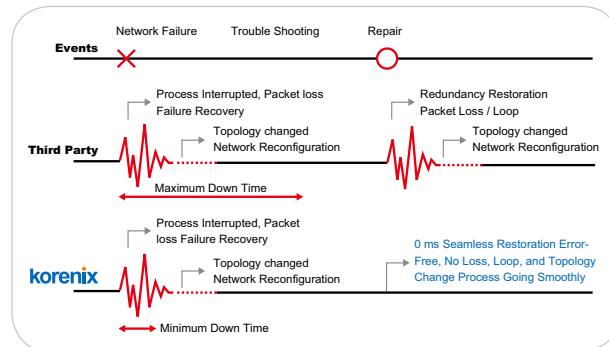 Network Failure Trouble Shooting Repair
Events
Process Interrupted, Packet loss
Failure Recovery
Redundancy Restoration
Packet Loss / Loop
Third Party
Topology changed
Network Reconfiguration
Topology changed
Network Reconfiguration
Maximum Down Time
Process Interrupted, Packet
loss Failure Recovery
korenix
Topology changed
Network Reconfiguration
0 ms Seamless Restoration Error-
Free, No Loss, Loop, and Topology
Change Process Going Smoothly
Minimum Down Time